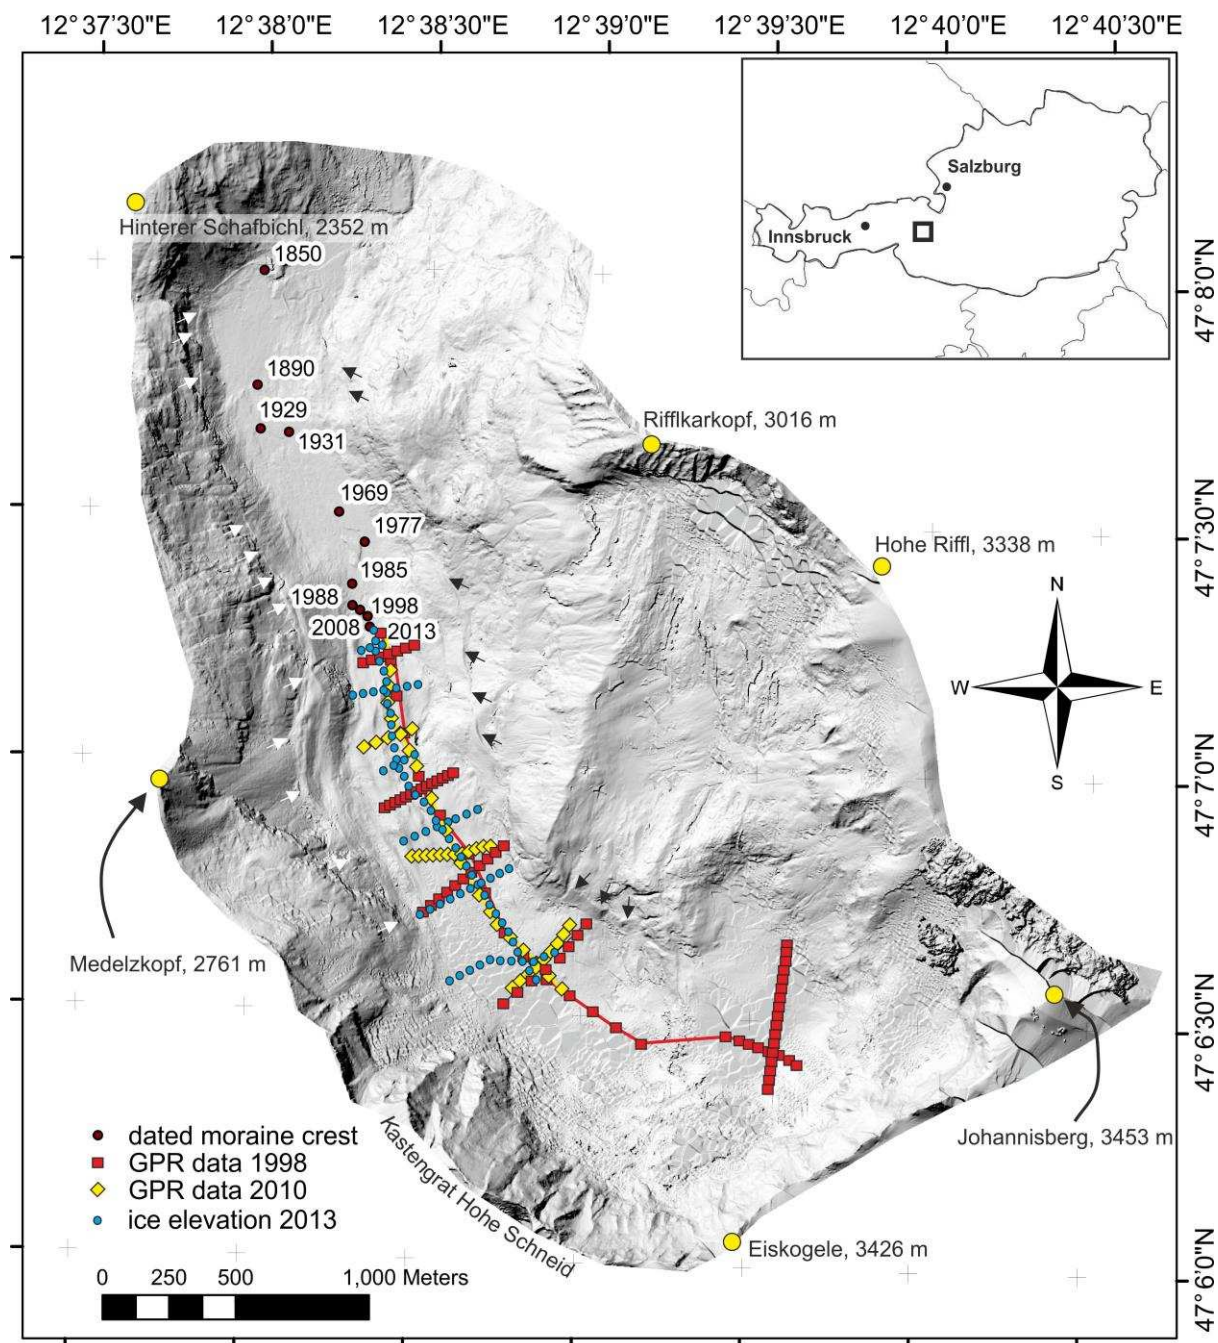 12°37'30"E 12°38'0"E 12°38'30"E 12°39'0"E 12°39'30"E 12°40'0"E 12°40'30"E
Salzburg
Innsbruck
Hinterer Schafbichl, 2352 m
1850
47°8'0"N
1890
1929
1931
Rifflkarkopf, 3016 m
1969
1977
47°7'30"N
Hohe Riffl, 3338 m
1985
1988
1998
2008
2013
N
W
E
S
47°7'0"N
Medelzkopf, 2761 m
47°6'30"N
Johannisberg, 3453 m
Kastengrat Hohe Schneid
Eiskogele, 3426 m
47°6'0"N
dated moraine crest
GPR data 1998
GPR data 2010
ice elevation 2013
0 250 500 1,000 Meters